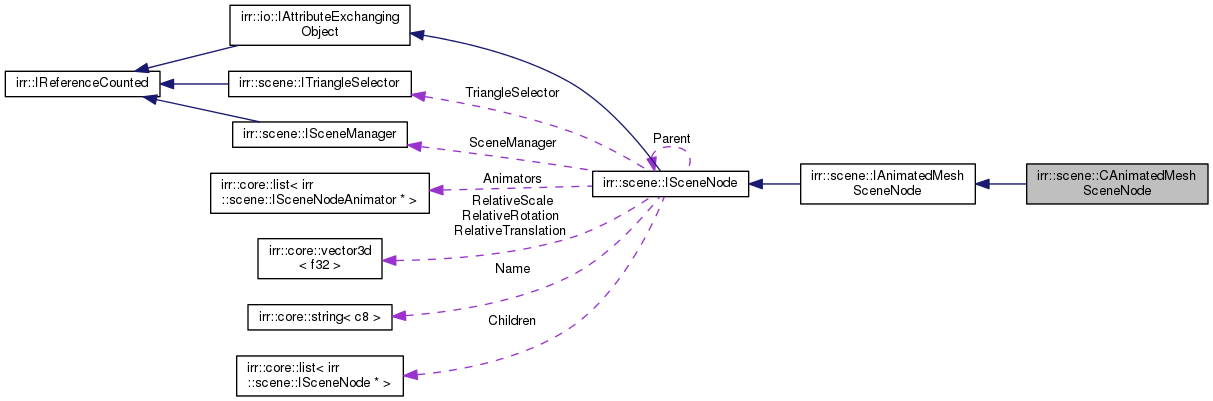 irr::io::IAttributeExchanging
Object
irr::IReferenceCounted
irr::scene::ITriangleSelector
TriangleSelector
irr::scene::ISceneManager
SceneManager
Parent
irr::core::list< irr
::scene::ISceneNodeAnimator * >
Animators
irr::scene::ISceneNode
irr::scene::IAnimatedMesh
SceneNode
irr::scene::CAnimatedMesh
SceneNode
RelativeScale
RelativeRotation
RelativeTranslation
irr::core::vector3d
< f32 >
Name
irr::core::string< c8 >
Children
irr::core::list< irr
::scene::ISceneNode * >